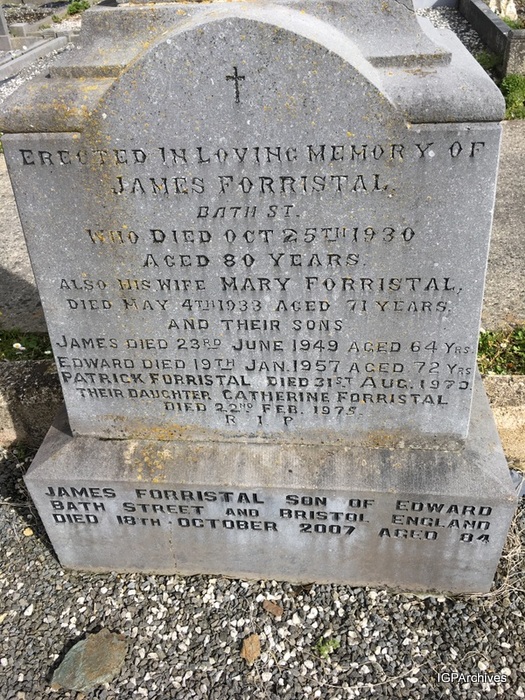 ERECTED IN LOVING MEMORY OF
JAMES FORRISTAL,
BATH ST.
WHO DIED OCT 25TH 1930
AGED 80 YEARS.
ALSO HIS WIFE MARY FORRISTAL,
DIED MAY 4TH 1933 AGED 71 YEARS.
AND THEIR SONS
JAMES DIED 23RD JUNE 1949 AGED 64 YRS
EDWARD DIED 19TH JAN. 1957 AGED 72 YRS
PATRICK FORRISTAL DIED 31ST AUG. 1973
THEIR DAUGHTER CATHERINE FORRISTAL
DIED 22ND FEB. 1975.
R I P
JAMES FORRISTAL SON OF EDWARD
BATH STREET AND BRISTOL ENGLAND
DIED 18TH. OCTOBER 2007 AGED 84
IGPArchives